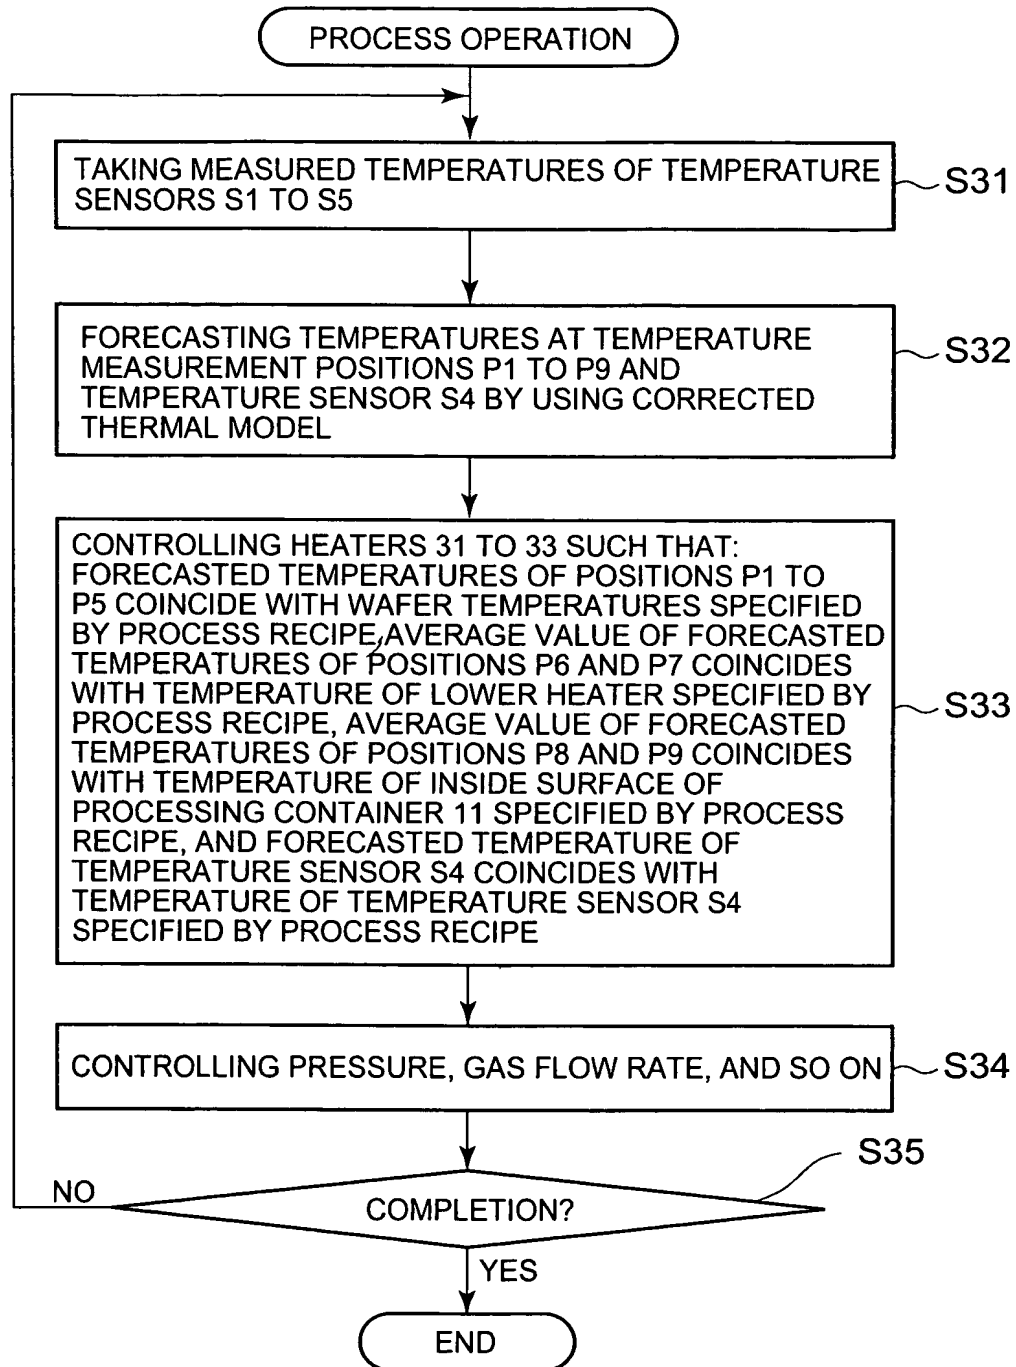 PROCESS OPERATION
TAKING MEASURED TEMPERATURES OF TEMPERATURE
SENSORS S1 TO S5
S31
FORECASTING TEMPERATURES AT TEMPERATURE
MEASUREMENT POSITIONS P1 TO P9 AND
TEMPERATURE SENSOR S4 BY USING CORRECTED
THERMAL MODEL
S32
CONTROLLING HEATERS 31 TO 33 SUCH THAT:
FORECASTED TEMPERATURES OF POSITIONS P1 TO
P5 COINCIDE WITH WAFER TEMPERATURES SPECIFIED
BY PROCESS RECIPE, AVERAGE VALUE OF FORECASTED
TEMPERATURES OF POSITIONS P6 AND P7 COINCIDES
WITH TEMPERATURE OF LOWER HEATER SPECIFIED BY
PROCESS RECIPE, AVERAGE VALUE OF FORECASTED
TEMPERATURES OF POSITIONS P8 AND P9 COINCIDES
WITH TEMPERATURE OF INSIDE SURFACE OF
PROCESSING CONTAINER 11 SPECIFIED BY PROCESS
RECIPE, AND FORECASTED TEMPERATURE OF
TEMPERATURE SENSOR S4 COINCIDES WITH
TEMPERATURE OF TEMPERATURE SENSOR S4
SPECIFIED BY PROCESS RECIPE
S33
CONTROLLING PRESSURE, GAS FLOW RATE, AND SO ON
S34
S35
NO
COMPLETION?
YES
END